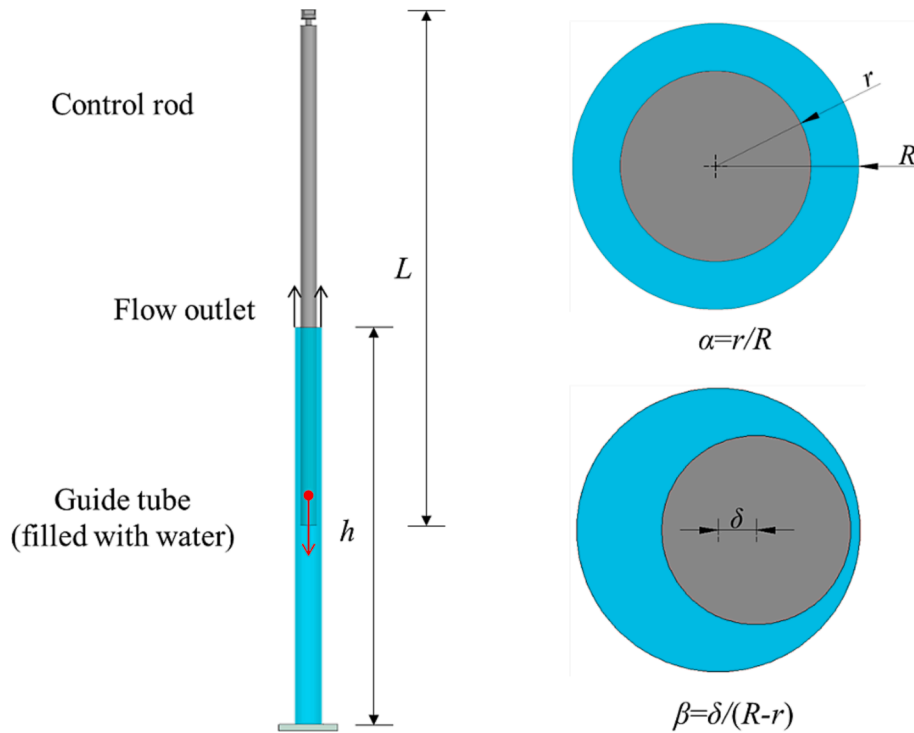 Control rod
Flow outlet
Guide tube
(filled with water)
L
h
r
R
α=r/R
δ
β=δ/(R-r)